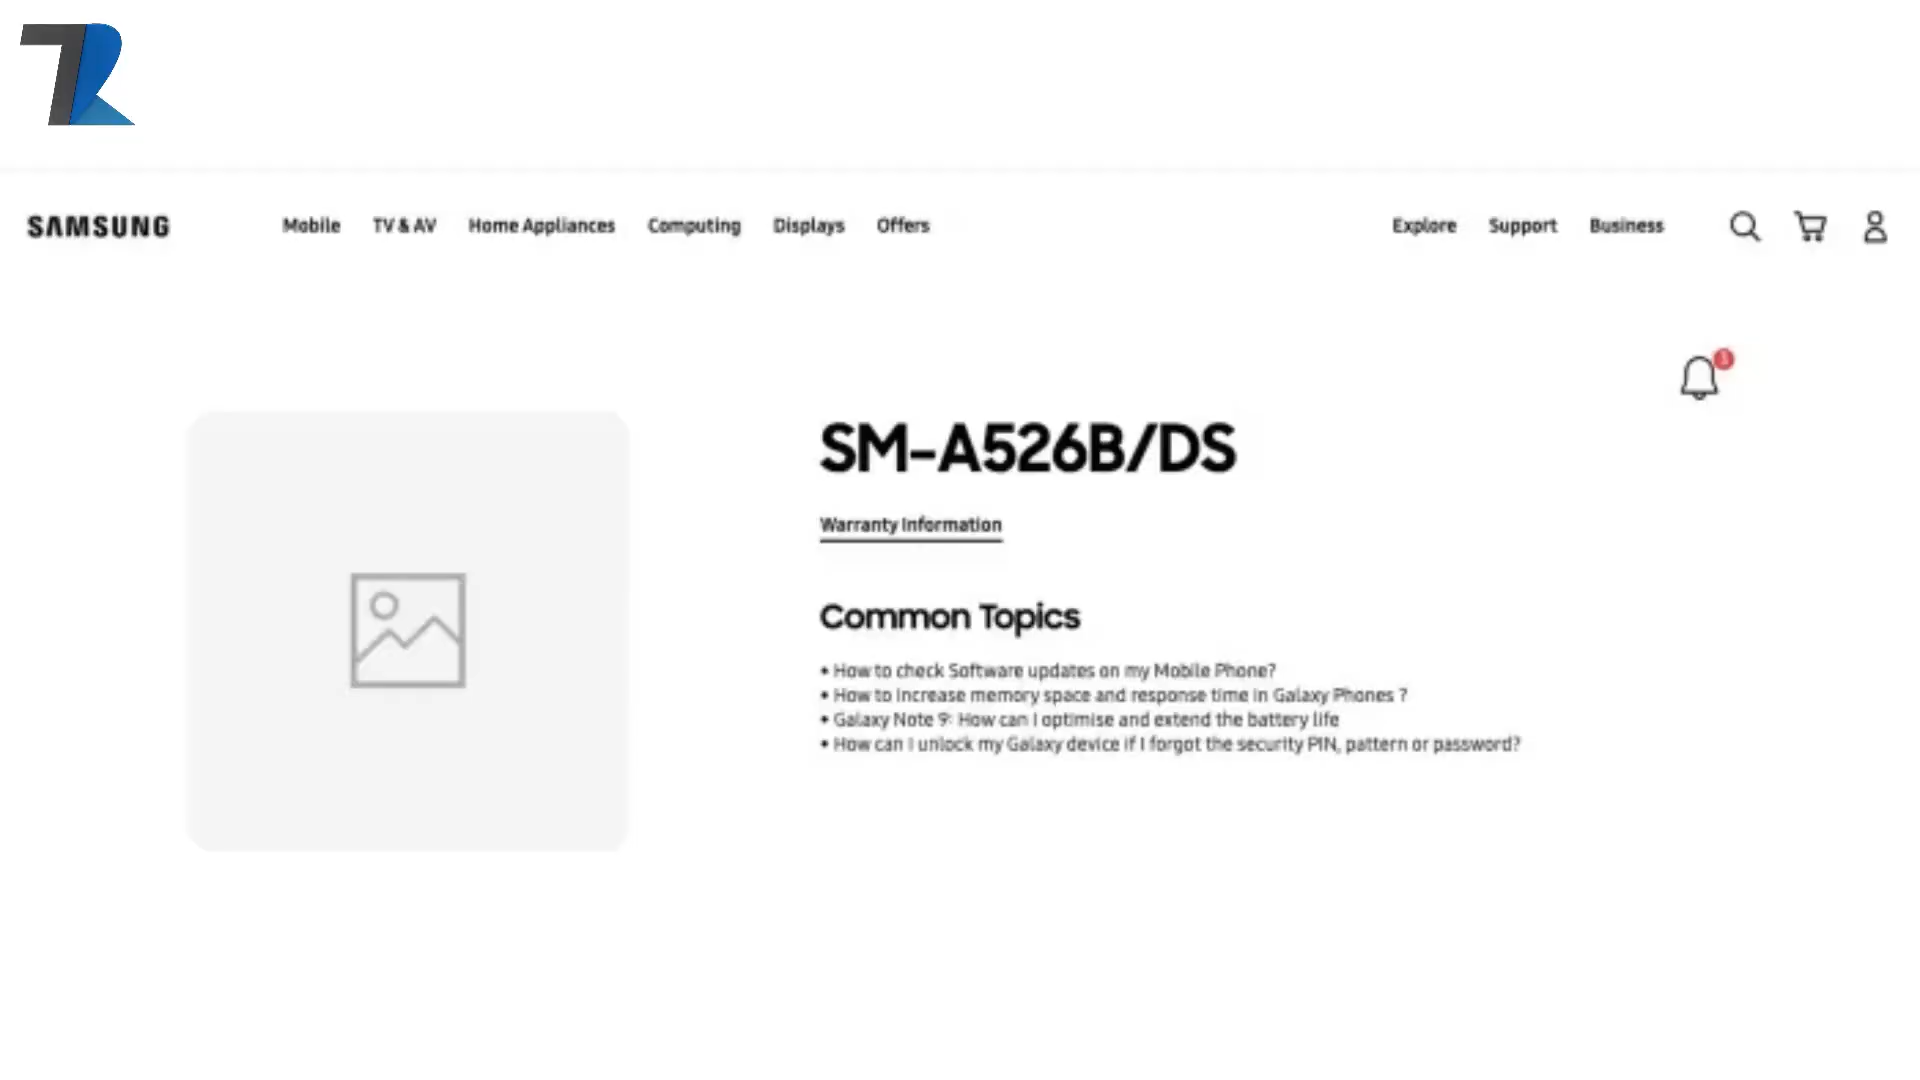 SAMSUNG Mobile TV & AV Home Appliances Computing Displays Offers Explore Support Business
SM-A526B/DS
Warranty Information
Common Topics
• How to check Software updates on my Mobile Phone?
• How to increase memory space and response time in Galaxy Phones ?
• Galaxy Note 9: How can I optimise and extend the battery life
• How can I unlock my Galaxy device if I forgot the security PIN, pattern or password?